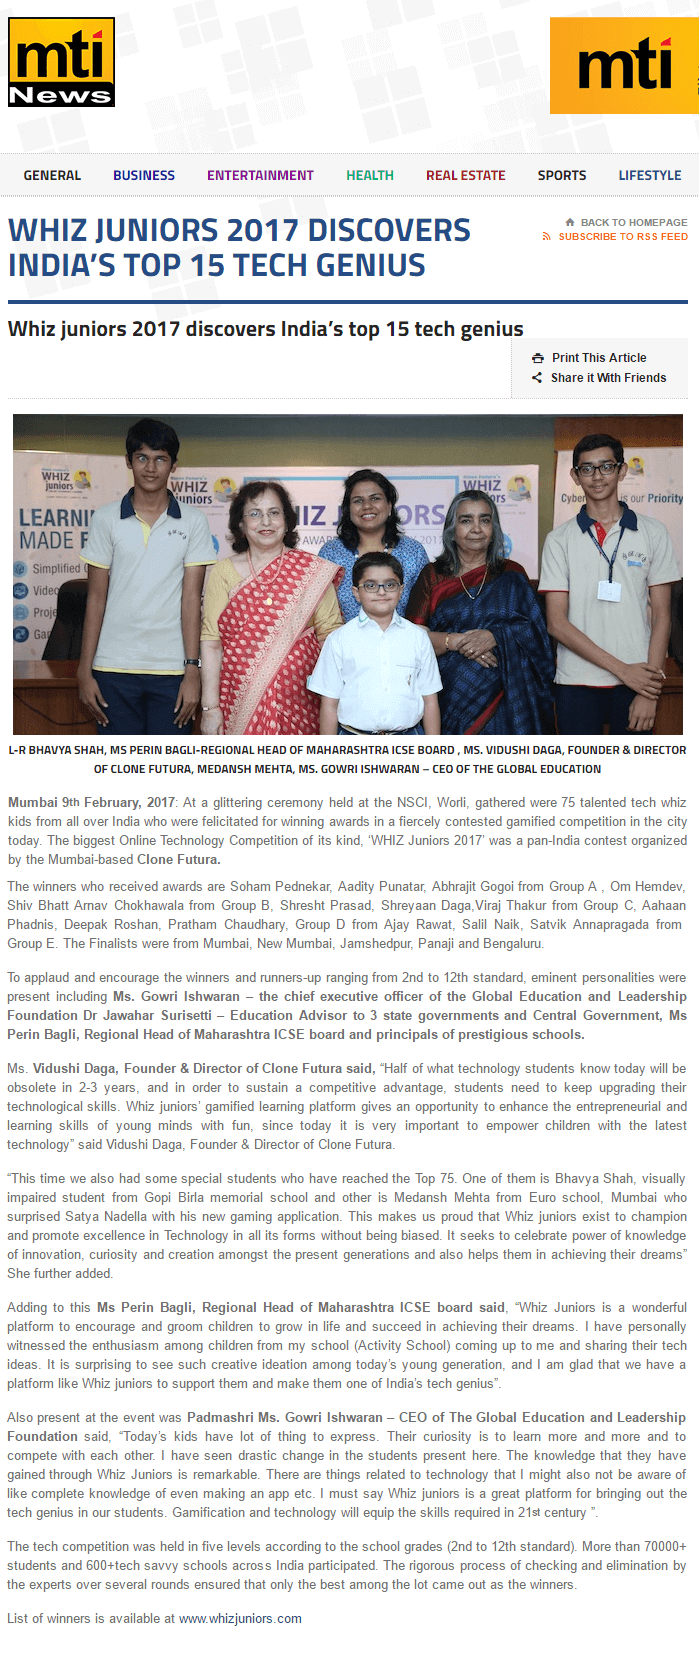 mti
News
mti
GENERAL BUSINESS ENTERTAINMENT HEALTH REAL ESTATE SPORTS LIFESTYLE
WHIZ JUNIORS 2017 DISCOVERS
INDIA'S TOP 15 TECH GENIUS
BACK TO HOMEPAGE
SUBSCRIBE TO RSS FEED
Whiz juniors 2017 discovers India's top 15 tech genius
Print This Article
Share it With Friends
WHIZ
juniors
LEARNI
MADE F
Simplified
Video
Proje
Gam
WHIZ
juniors
IZ JUNIORS
AWAR
2017
WHIZ
juniors
WHIZ
juniors
Cyber is our Priority
L-R BHAVYA SHAH, MS PERIN BAGLI-REGIONAL HEAD OF MAHARASHTRA ICSE BOARD , MS. VIDUSHI DAGA, FOUNDER & DIRECTOR
OF CLONE FUTURA, MEDANSH MEHTA, MS. GOWRI ISHWARAN – CEO OF THE GLOBAL EDUCATION
Mumbai 9th February, 2017: At a glittering ceremony held at the NSCI, Worli, gathered were 75 talented tech whiz
kids from all over India who were felicitated for winning awards in a fiercely contested gamified competition in the city
today. The biggest Online Technology Competition of its kind, 'WHIZ Juniors 2017' was a pan-India contest organized
by the Mumbai-based Clone Futura.
The winners who received awards are Soham Pednekar, Aadity Punatar, Abhrajit Gogoi from Group A , Om Hemdev,
Shiv Bhatt Arnav Chokhawala from Group B, Shresht Prasad, Shreyaan Daga,Viraj Thakur from Group C, Aahaan
Phadnis, Deepak Roshan, Pratham Chaudhary, Group D from Ajay Rawat, Salil Naik, Satvik Annapragada from
Group E. The Finalists were from Mumbai, New Mumbai, Jamshedpur, Panaji and Bengaluru.
To applaud and encourage the winners and runners-up ranging from 2nd to 12th standard, eminent personalities were
present including Ms. Gowri Ishwaran – the chief executive officer of the Global Education and Leadership
Foundation Dr Jawahar Surisetti – Education Advisor to 3 state governments and Central Government, Ms
Perin Bagli, Regional Head of Maharashtra ICSE board and principals of prestigious schools.
Ms. Vidushi Daga, Founder & Director of Clone Futura said, “Half of what technology students know today will be
obsolete in 2-3 years, and in order to sustain a competitive advantage, students need to keep upgrading their
technological skills. Whiz juniors' gamified learning platform gives an opportunity to enhance the entrepreneurial and
learning skills of young minds with fun, since today it is very important to empower children with the latest
technology” said Vidushi Daga, Founder & Director of Clone Futura.
“This time we also had some special students who have reached the Top 75. One of them is Bhavya Shah, visually
impaired student from Gopi Birla memorial school and other is Medansh Mehta from Euro school, Mumbai who
surprised Satya Nadella with his new gaming application. This makes us proud that Whiz juniors exist to champion
and promote excellence in Technology in all its forms without being biased. It seeks to celebrate power of knowledge
of innovation, curiosity and creation amongst the present generations and also helps them in achieving their dreams”
She further added.
Adding to this Ms Perin Bagli, Regional Head of Maharashtra ICSE board said, “Whiz Juniors is a wonderful
platform to encourage and groom children to grow in life and succeed in achieving their dreams. I have personally
witnessed the enthusiasm among children from my school (Activity School) coming up to me and sharing their tech
ideas. It is surprising to see such creative ideation among today's young generation, and I am glad that we have a
platform like Whiz juniors to support them and make them one of India's tech genius”.
Also present at the event was Padmashri Ms. Gowri Ishwaran – CEO of The Global Education and Leadership
Foundation said, “Today's kids have lot of thing to express. Their curiosity is to learn more and more and to
compete with each other. I have seen drastic change in the students present here. The knowledge that they have
gained through Whiz Juniors is remarkable. There are things related to technology that I might also not be aware of
like complete knowledge of even making an app etc. I must say Whiz juniors is a great platform for bringing out the
tech genius in our students. Gamification and technology will equip the skills required in 21st century ”.
The tech competition was held in five levels according to the school grades (2nd to 12th standard). More than 70000+
students and 600+tech savvy schools across India participated. The rigorous process of checking and elimination by
the experts over several rounds ensured that only the best among the lot came out as the winners.
List of winners is available at www.whizjuniors.com